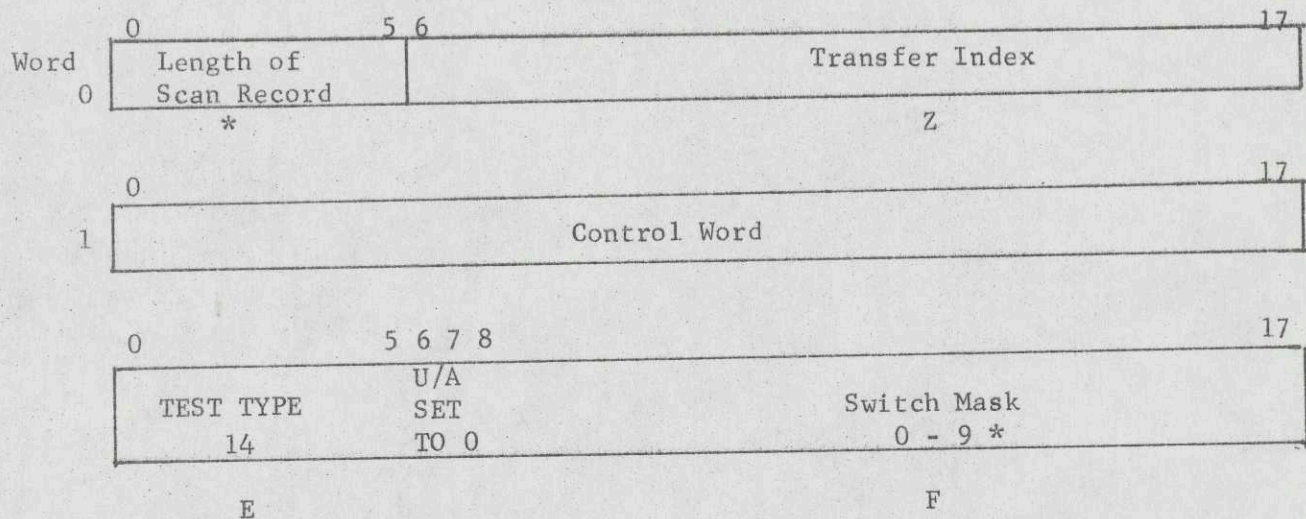 0 5 6 17
Word Length of Transfer Index
0 Scan Record
* Z
0 17
1 Control Word
0 5 6 7 8 17
U/A
TEST TYPE SET Switch Mask
14 TO 0 0 - 9 *
E F